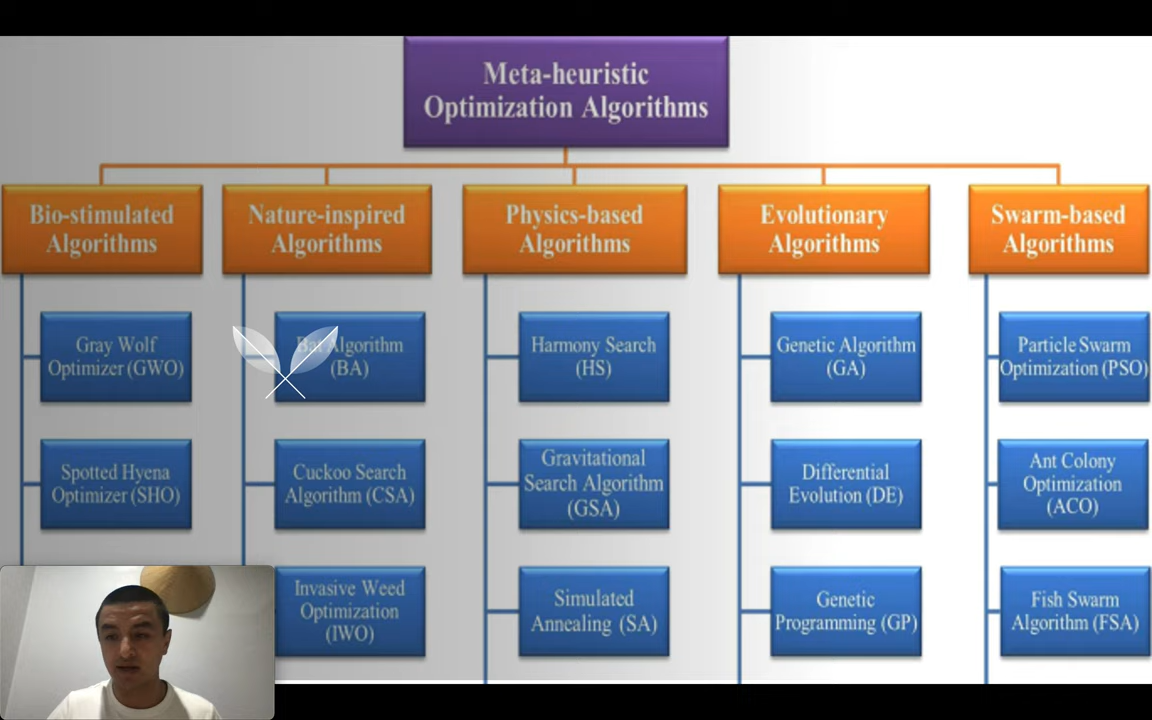 Meta-heuristic
Optimization Algorithms
Bio-stimulated
Algorithms
Nature-inspired
Algorithms
Physics-based
Algorithms
Evolutionary
Algorithms
Swarm-based
Algorithms
Gray Wolf
Optimizer (GWO)
Bat Algorithm
(BA)
Harmony Search
(HS)
Genetic Algorithm
(GA)
Particle Swarm
Optimization (PSO)
Spotted Hyena
Optimizer (SHO)
Cuckoo Search
Algorithm (CSA)
Gravitational
Search Algorithm
(GSA)
Differential
Evolution (DE)
Ant Colony
Optimization
(ACO)
Invasive Weed
Optimization
(IWO)
Simulated
Annealing (SA)
Genetic
Programming (GP)
Fish Swarm
Algorithm (FSA)